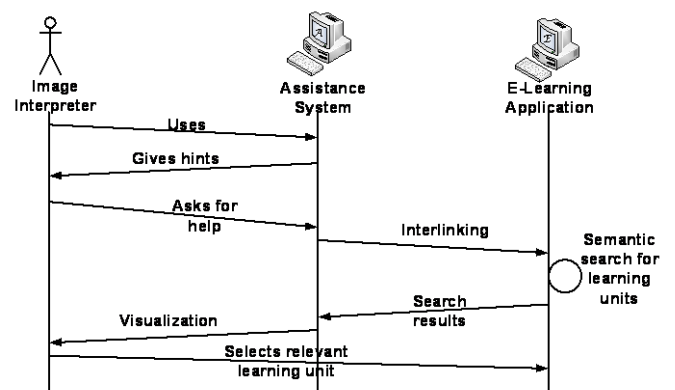 A
E
Image
Interpreter
Assistance
System
E-Learning
Application
Uses
Gives hints
Asks for
help
Interlinking
Semantic
search for
learning
units
Search
results
Visualization
Selects relevant
learning unit